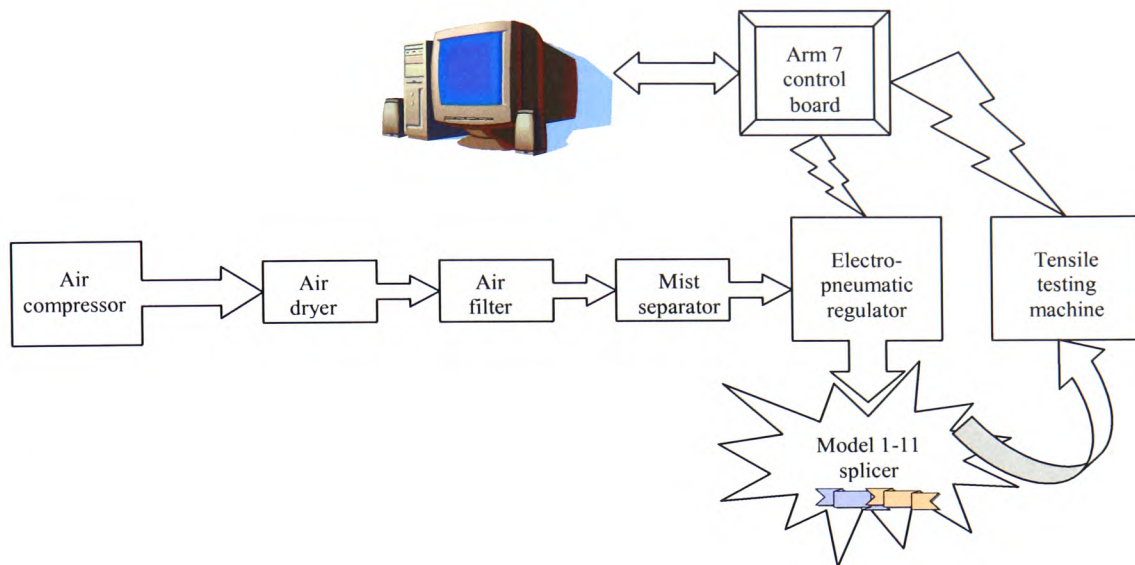 Arm 7
control
board
Air
compressor
Air
dryer
Air
filter
Mist
separator
Electro-
pneumatic
regulator
Tensile
testing
machine
Model 1-11
splicer